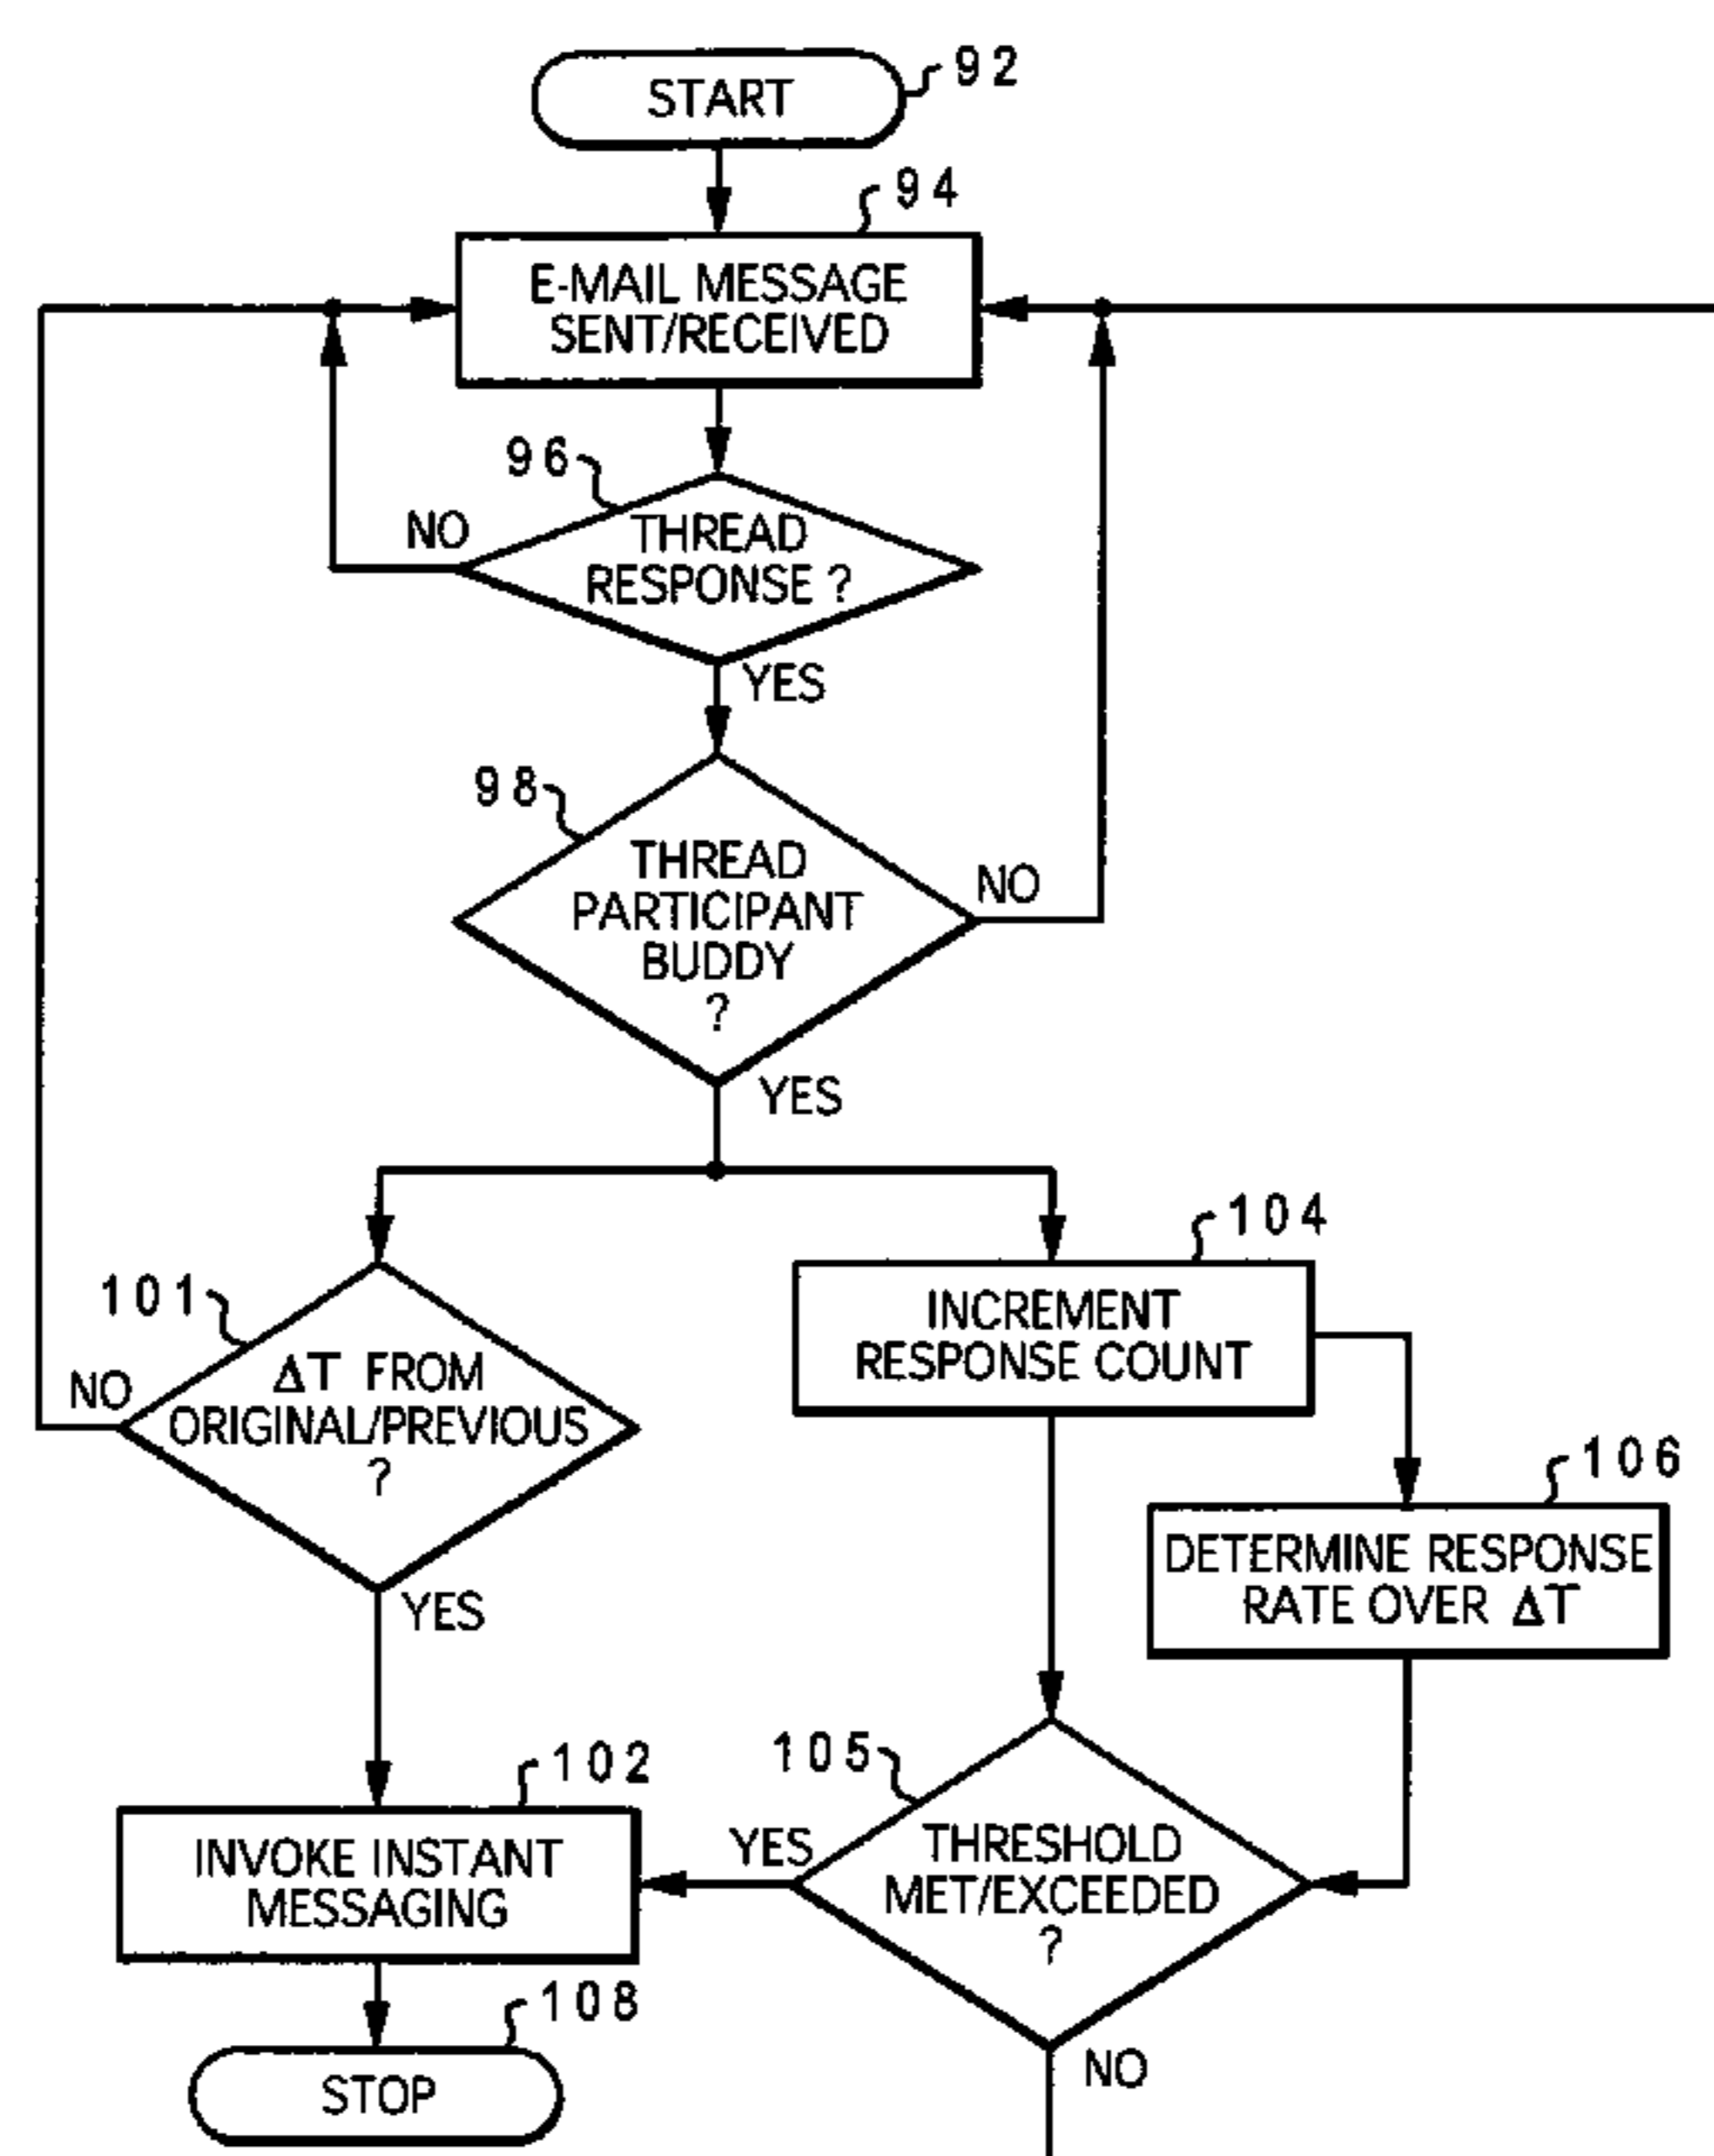 START
92
94
E-MAIL MESSAGE
SENT/RECEIVED
96
NO
THREAD
RESPONSE ?
YES
98
THREAD
PARTICIPANT
BUDDY
?
NO
YES
101
ΔT FROM
ORIGINAL/PREVIOUS
?
NO
YES
104
INCREMENT
RESPONSE COUNT
106
DETERMINE RESPONSE
RATE OVER ΔT
102
INVOKE INSTANT
MESSAGING
105
YES
THRESHOLD
MET/EXCEEDED
?
NO
108
STOP